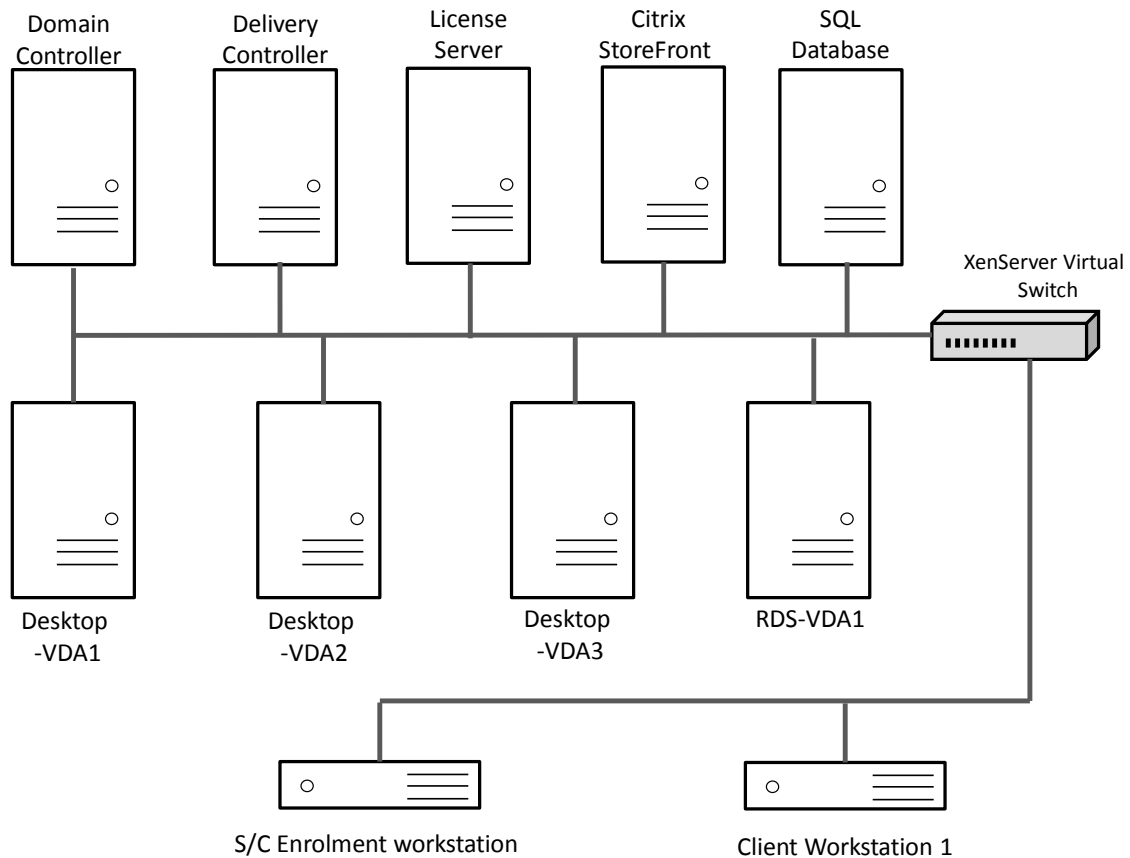 Domain
Controller
Delivery
Controller
License
Server
Citrix
StoreFront
SQL
Database
XenServer Virtual
Switch
Desktop
-VDA1
Desktop
-VDA2
Desktop
-VDA3
RDS-VDA1
S/C Enrolment workstation
Client Workstation 1